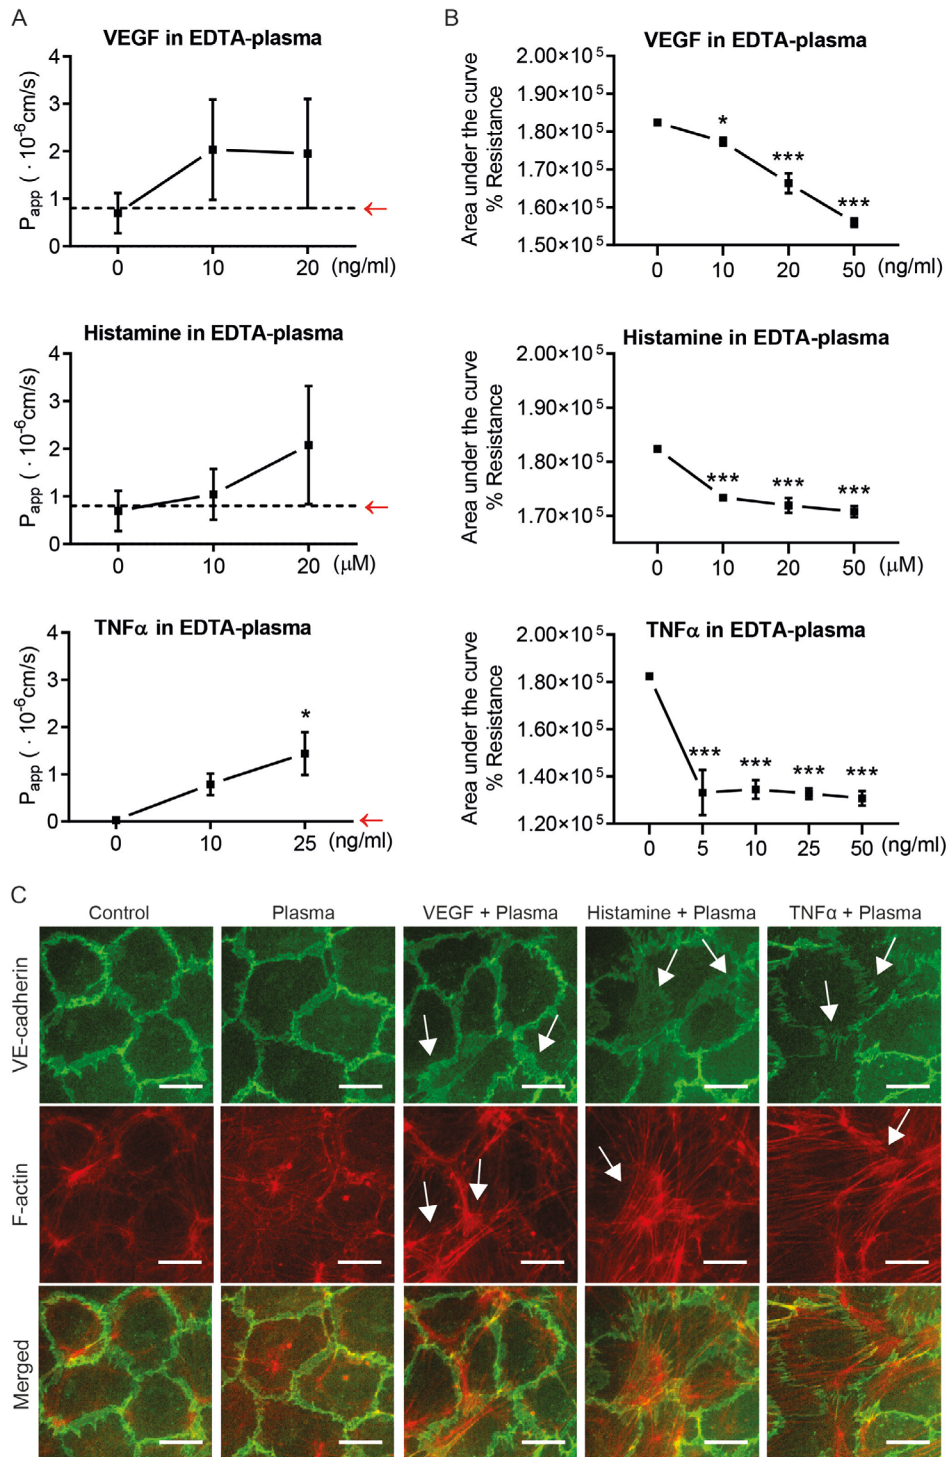 A
VEGF in EDTA-plasma
Papp ( · 10-6cm/s)
4
3
2
1
0
0 10 20 (ng/ml)
Histamine in EDTA-plasma
Papp ( · 10-6cm/s)
4
3
2
1
0
0 10 20 (μM)
TNFα in EDTA-plasma
Papp ( · 10-6cm/s)
4
3
2
1
0
*
0 10 25 (ng/ml)
B
VEGF in EDTA-plasma
Area under the curve
% Resistance
2.00×105
1.90×105
1.80×105
1.70×105
1.60×105
1.50×105
* *** ***
0 10 20 50 (ng/ml)
Histamine in EDTA-plasma
Area under the curve
% Resistance
2.00×105
1.90×105
1.80×105
1.70×105
*** *** ***
0 10 20 50 (μM)
TNFα in EDTA-plasma
Area under the curve
% Resistance
2.00×105
1.80×105
1.60×105
1.40×105
1.20×105
*** *** *** ***
0 5 10 25 50 (ng/ml)
C
Control Plasma VEGF + Plasma Histamine + Plasma TNFα + Plasma
VE-cadherin
F-actin
Merged